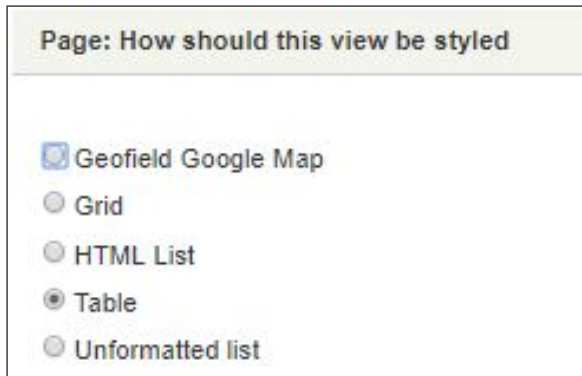 Page: How should this view be styled
Geofield Google Map
Grid
HTML List
Table
Unformatted list